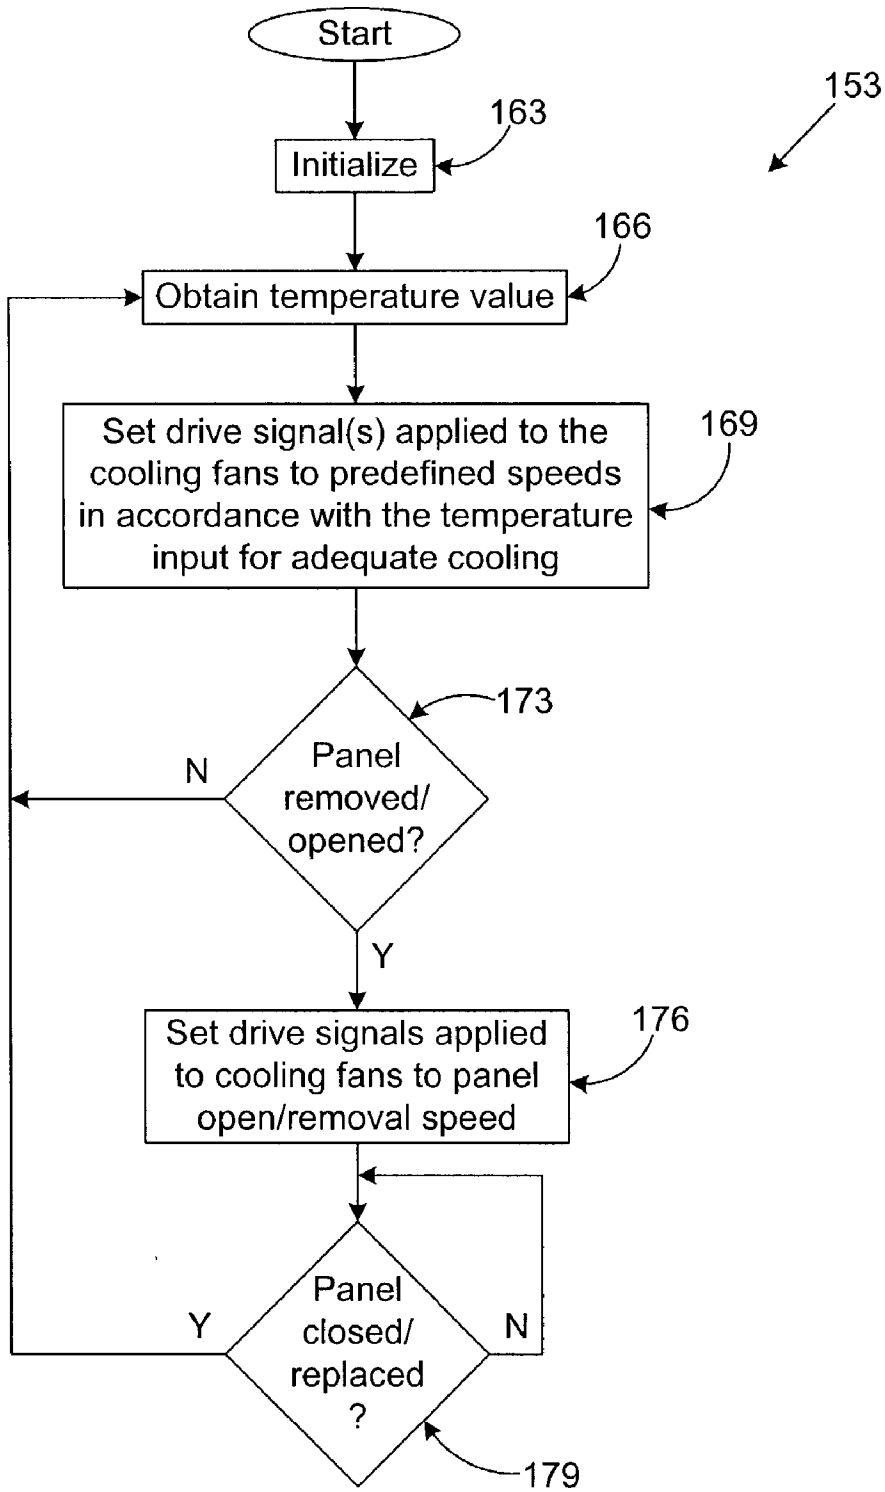 Start
153
163
Initialize
166
Obtain temperature value
Set drive signal(s) applied to the
cooling fans to predefined speeds
in accordance with the temperature
input for adequate cooling
169
173
Panel
removed/
opened?
N
Y
Set drive signals applied
to cooling fans to panel
open/removal speed
176
Panel
closed/
replaced
?
Y
N
179